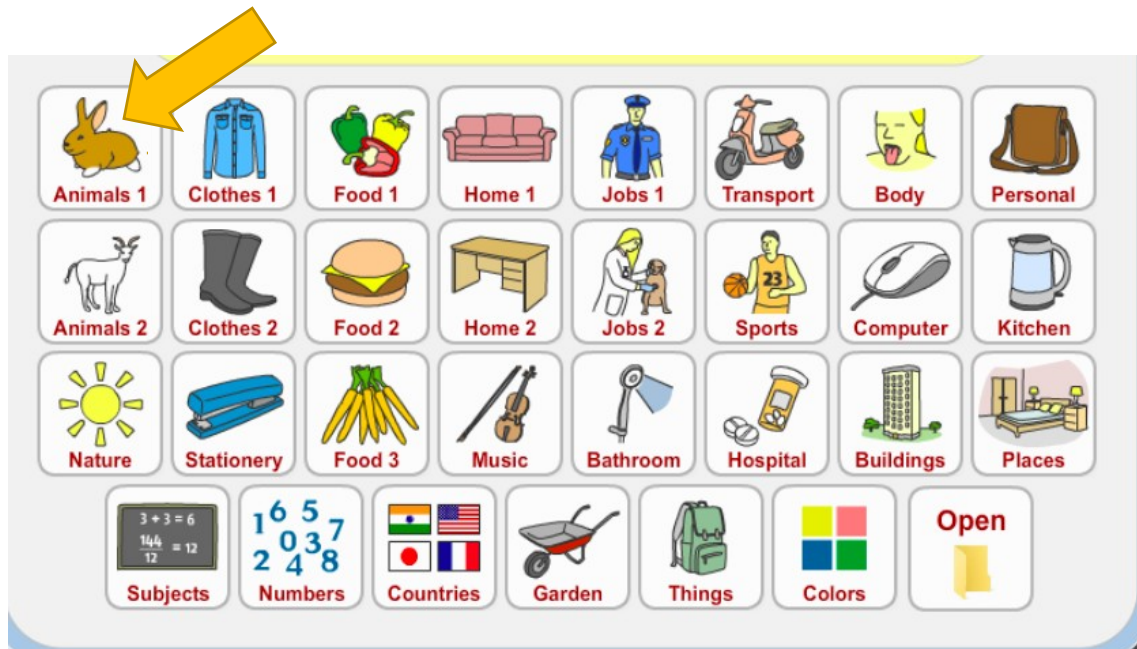 Animals 1
Clothes 1
Food 1
Home 1
Jobs 1
Transport
Body
Personal
23
Animals 2
Clothes 2
Food 2
Home 2
Jobs 2
Sports
Computer
Kitchen
Nature
Stationery
Food 3
Music
Bathroom
Hospital
Buildings
Places
3 + 3 = 6
144
12
= 12
Subjects
1 6 5 7
2 0 3 8
4
Numbers
Countries
Garden
Things
Colors
Open